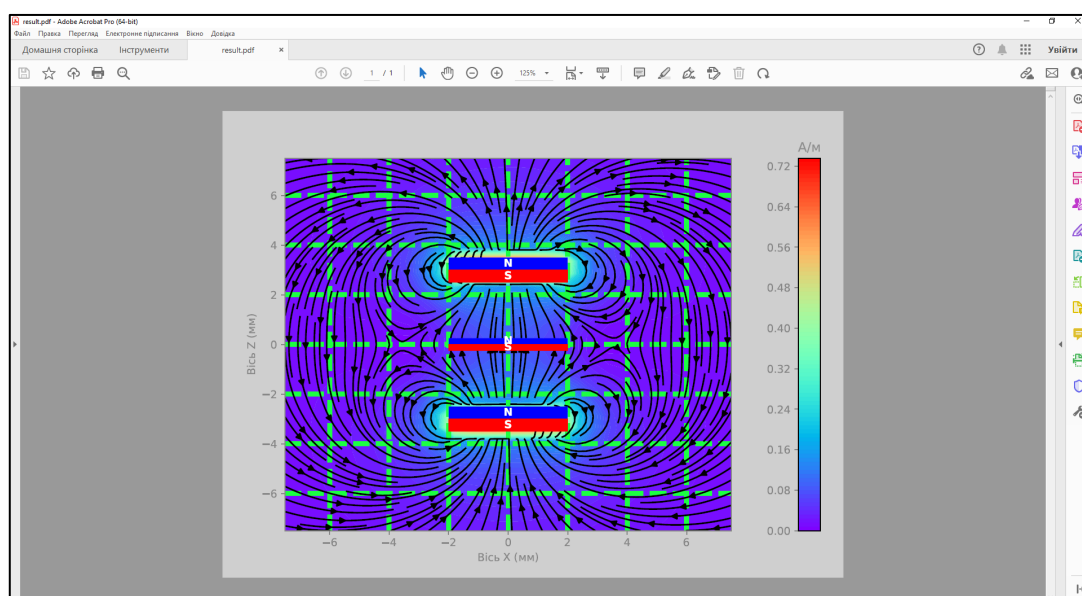 result.pdf - Adobe Acrobat Pro (64-bit)
Файл Правка Перегляд Електронне підписання Вікно Довідка
Домашня сторінка Інструменти result.pdf × Увійти
1 / 1 125%
А/м
0.72
0.64
0.56
0.48
0.40
0.32
0.24
0.16
0.08
0.00
6
4
2
0
−2
−4
−6
Вісь Z (мм)
N
S
N
S
N
S
−6 −4 −2 0 2 4 6
Вісь X (мм)